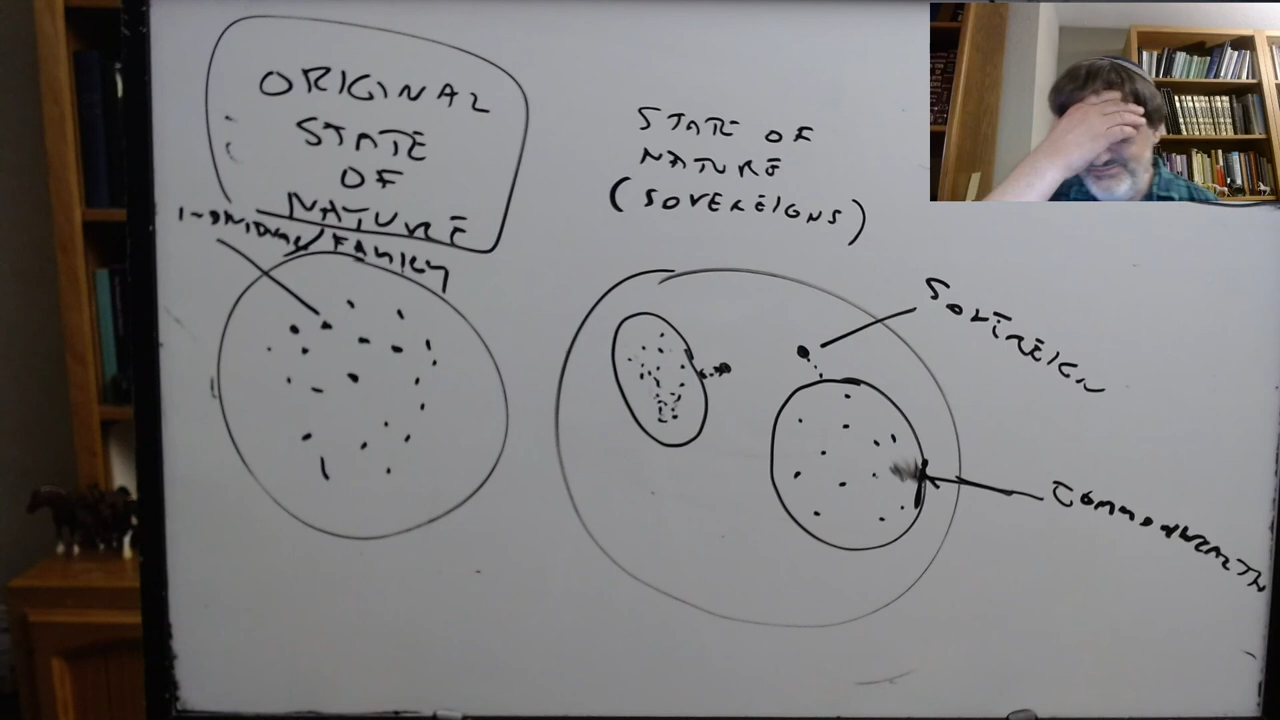 ORIGINAL
STATE
OF
NATURE
INDIVIDUAL/FAMILY
STATE OF
NATURE
(SOVEREIGNS)
SOVEREIGN
COMMONWEALTH